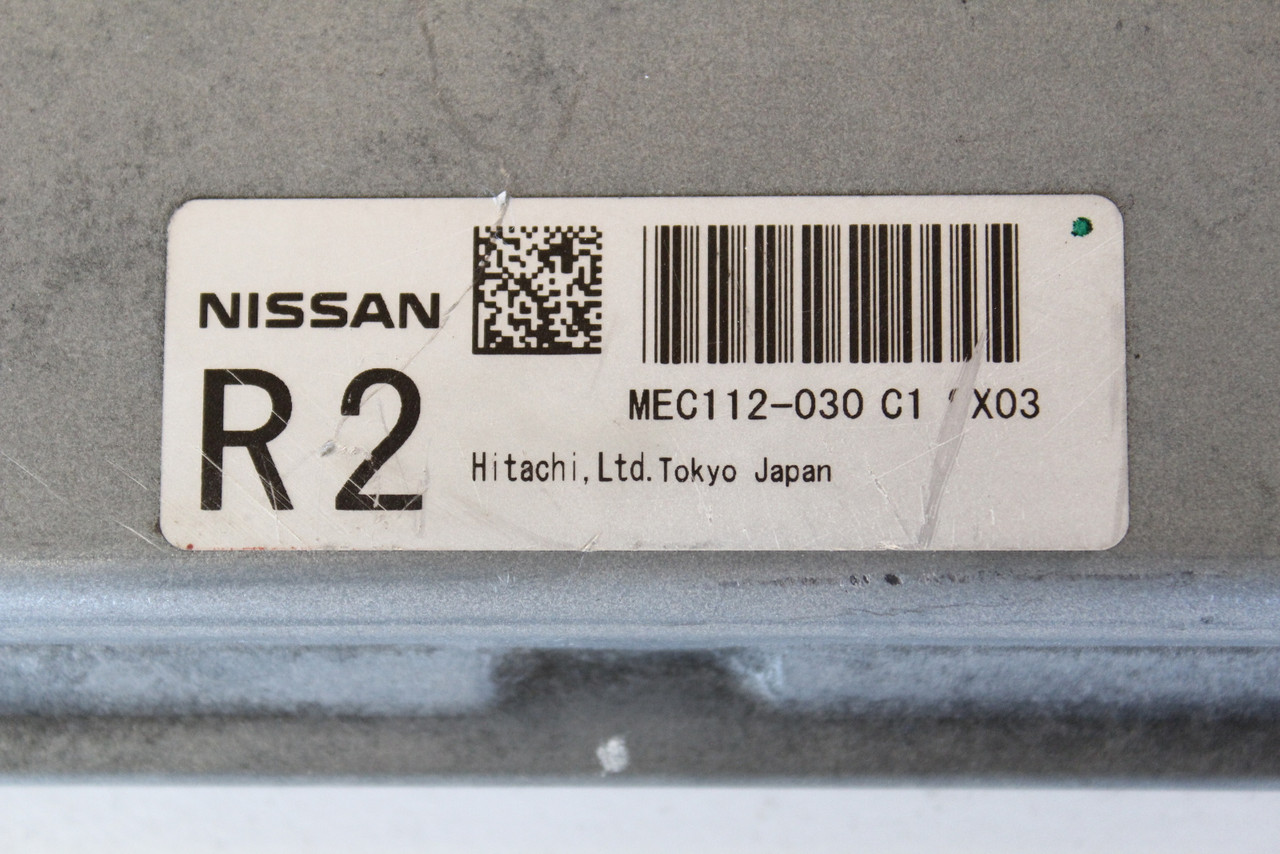 NISSAN
R2
MEC112-030 C1
Hitachi,Ltd.Tokyo Japan